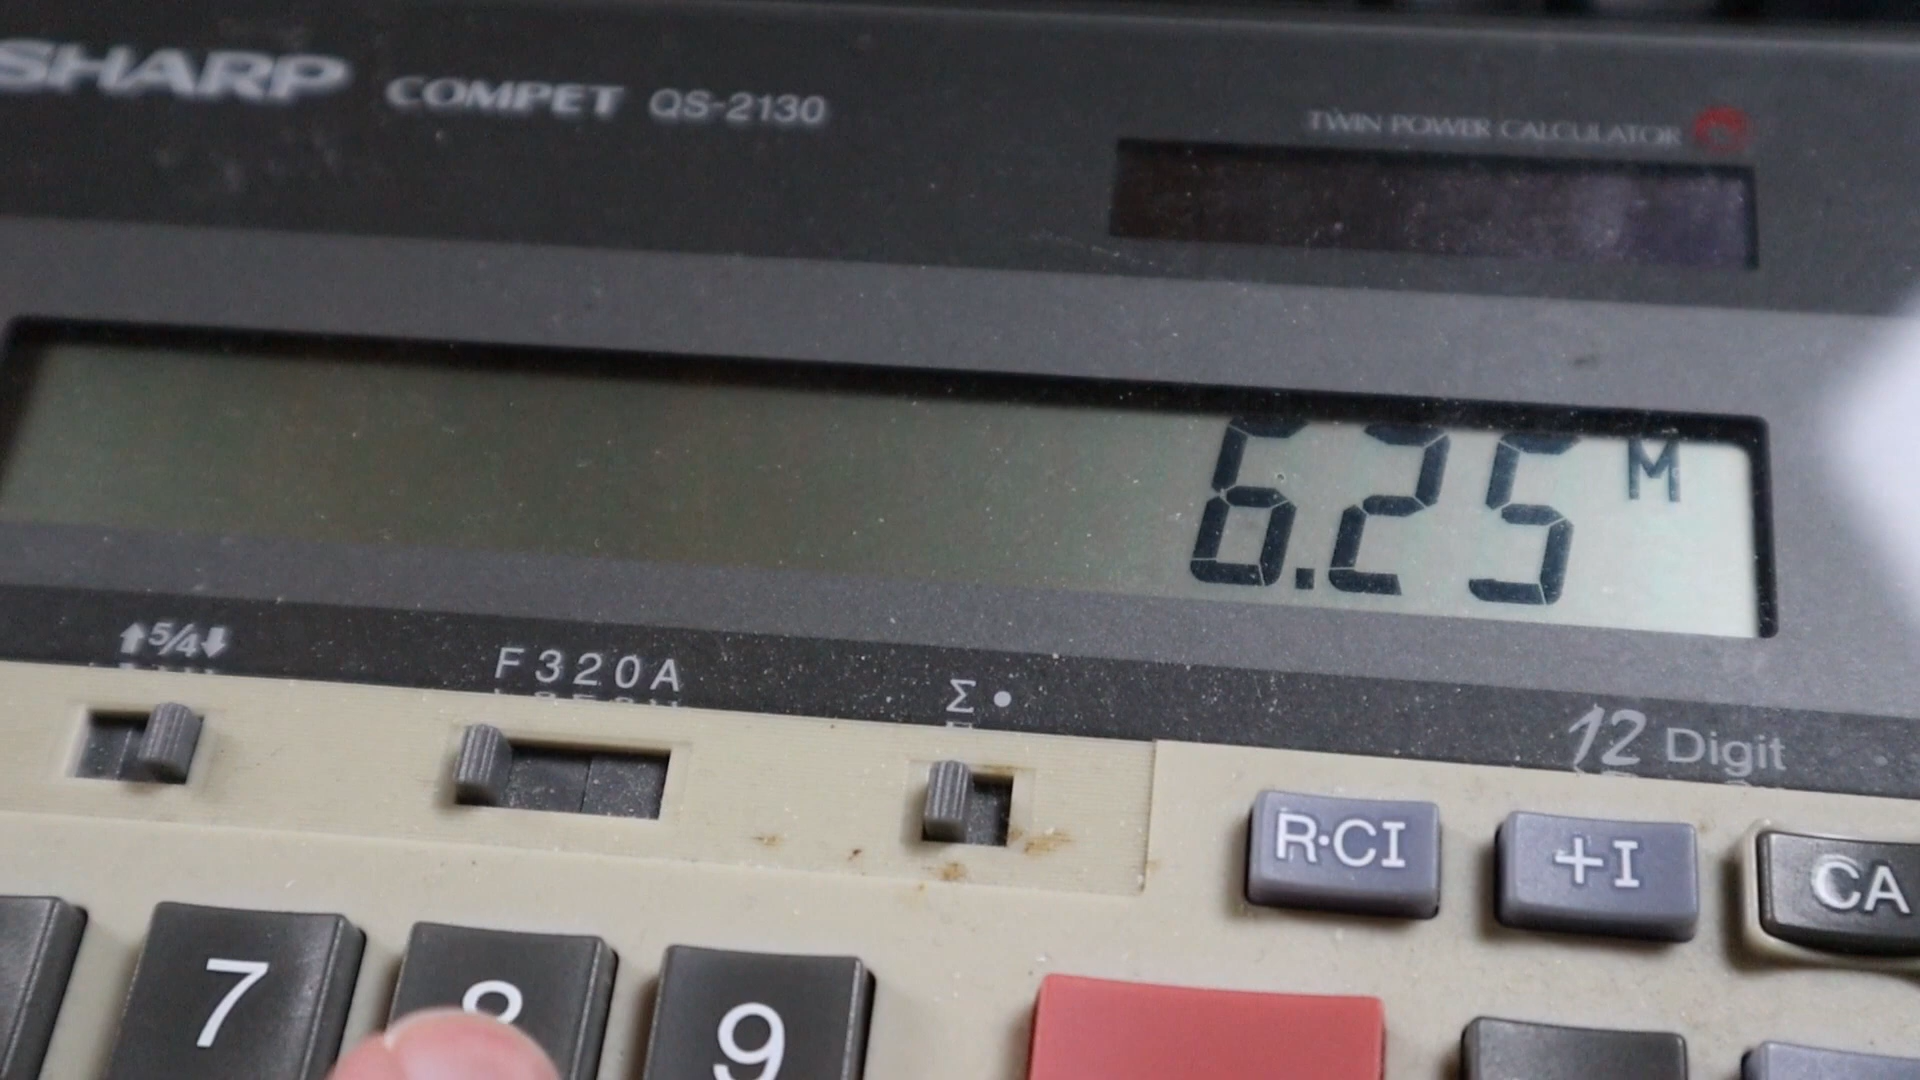 SHARP COMPET QS-2130
TWIN POWER CALCULATOR
6.25 M
↑5/4↓ F320A Σ •
12 Digit
R·CI +I CA
7 8 9